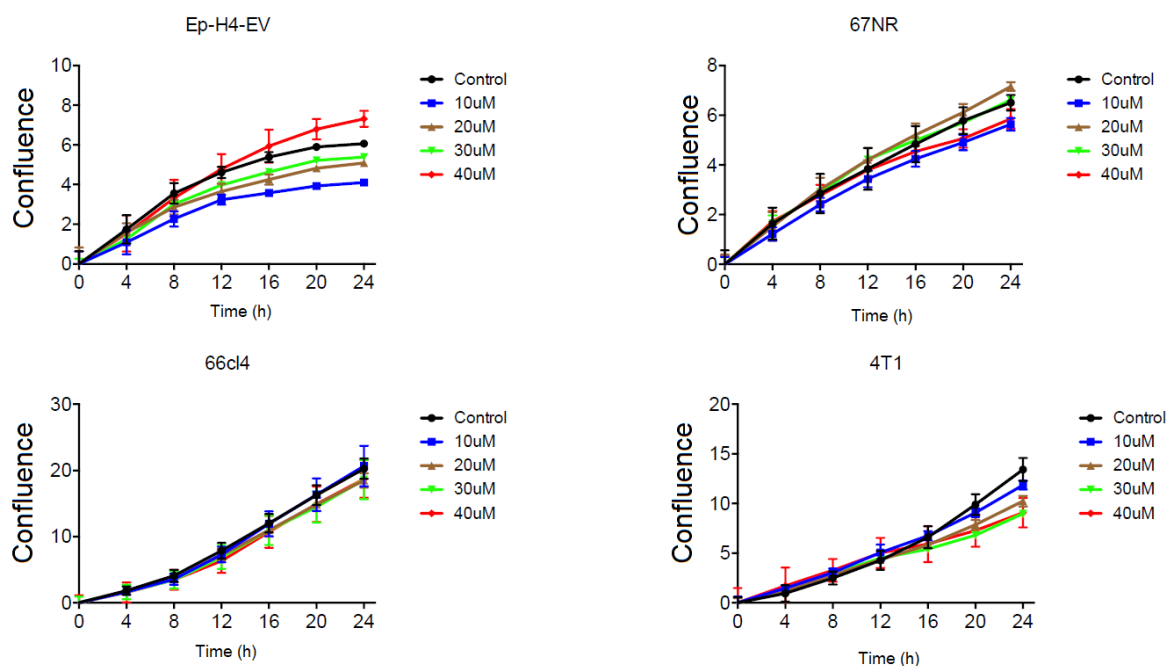 Ep-H4-EV
Confluence
10
8
6
4
2
0
0 4 8 12 16 20 24
Time (h)
Control
10uM
20uM
30uM
40uM
67NR
Confluence
8
6
4
2
0
0 4 8 12 16 20 24
Time (h)
Control
10uM
20uM
30uM
40uM
66cl4
Confluence
30
20
10
0
0 4 8 12 16 20 24
Time (h)
Control
10uM
20uM
30uM
40uM
4T1
Confluence
20
15
10
5
0
0 4 8 12 16 20 24
Time (h)
Control
10uM
20uM
30uM
40uM